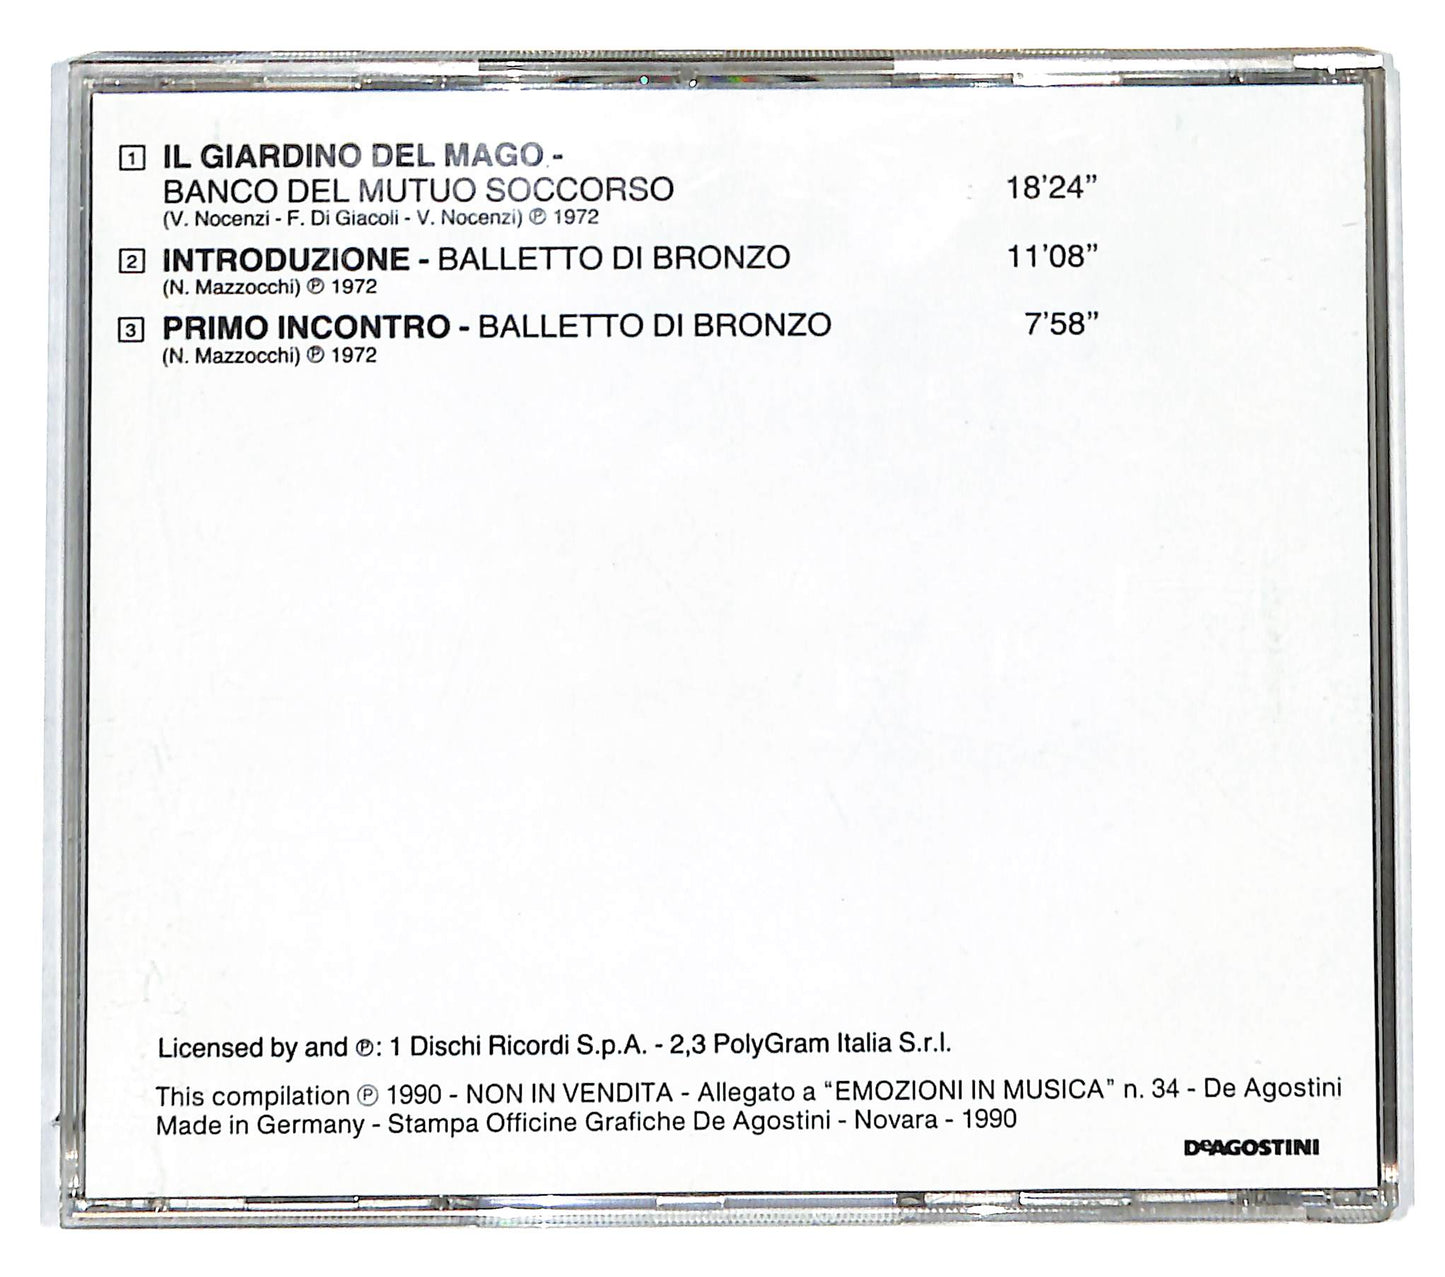 1 IL GIARDINO DEL MAGO -
BANCO DEL MUTUO SOCCORSO 18'24”
(V. Nocenzi - F. Di Giacoli - V. Nocenzi) ℗ 1972
2 INTRODUZIONE - BALLETTO DI BRONZO 11'08”
(N. Mazzocchi) ℗ 1972
3 PRIMO INCONTRO - BALLETTO DI BRONZO 7'58”
(N. Mazzocchi) ℗ 1972
Licensed by and ℗: 1 Dischi Ricordi S.p.A. - 2,3 PolyGram Italia S.r.l.
This compilation ℗ 1990 - NON IN VENDITA - Allegato a “EMOZIONI IN MUSICA” n. 34 - De Agostini
Made in Germany - Stampa Officine Grafiche De Agostini - Novara - 1990
DeAGOSTINI